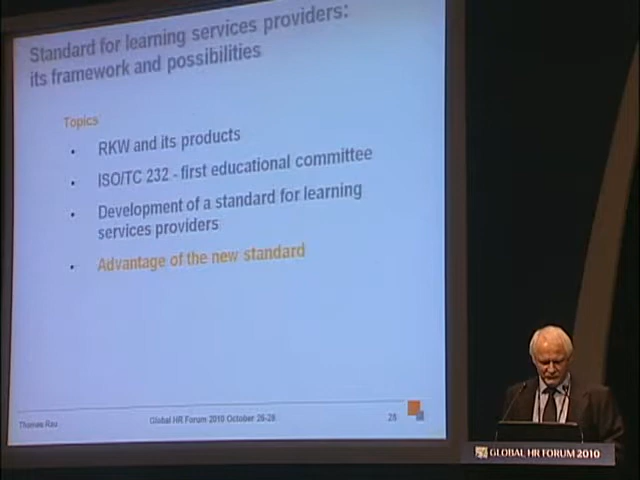 Standard for learning services providers:
its framework and possibilities
Topics
• RKW and its products
• ISO/TC 232 - first educational committee
• Development of a standard for learning
services providers
• Advantage of the new standard
Thomas Rau
Global HR Forum 2010 October 26-28
28
GLOBAL HR FORUM 2010